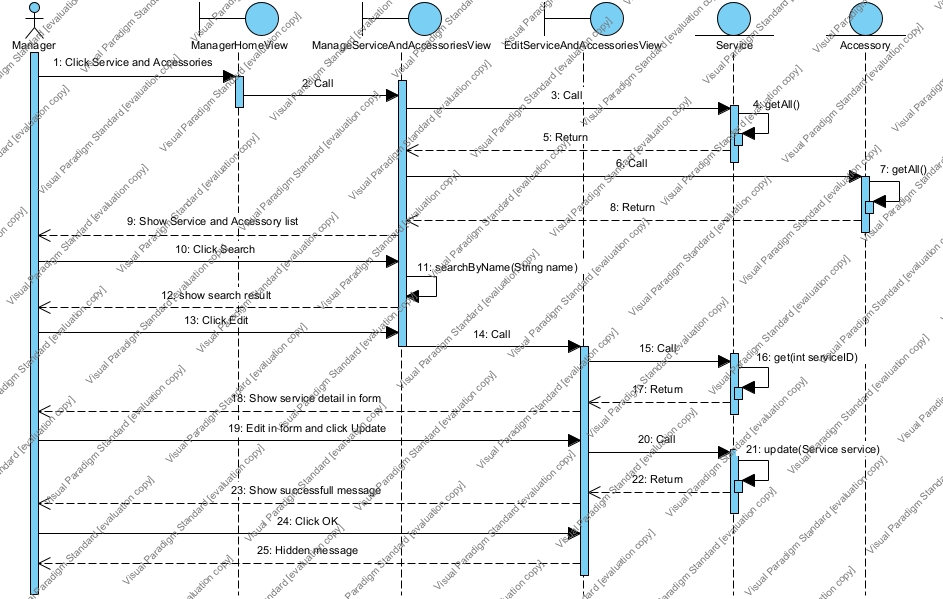 Manager
ManagerHomeView
ManageServiceAndAccessoriesView
EditServiceAndAccessoriesView
Service
Accessory
1: Click Service and Accessories
2: Call
3: Call
4: getAll()
5: Return
6: Call
7: getAll()
8: Return
9: Show Service and Accessory list
10: Click Search
11: searchByName(String name)
12: show search result
13: Click Edit
14: Call
15: Call
16: get(int serviceID)
17: Return
18: Show service detail in form
19: Edit in form and click Update
20: Call
21: update(Service service)
22: Return
23: Show successfull message
24: Click OK
25: Hidden message
Visual Paradigm Standard [evaluation copy]